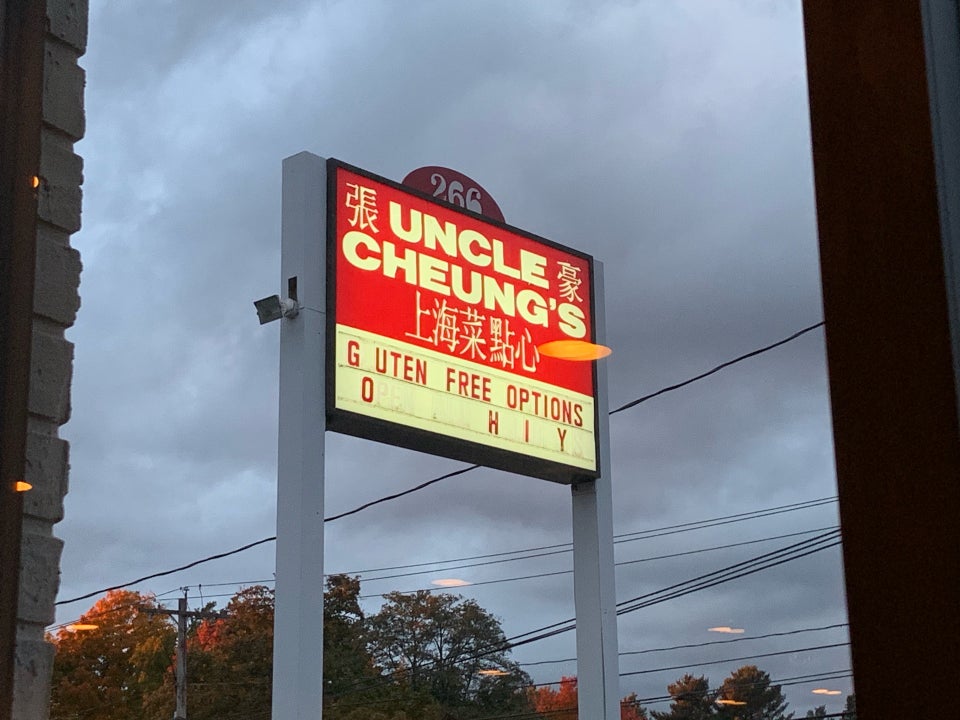 266
張 UNCLE 豪
CHEUNG'S
上海菜點心
G UTEN FREE OPTIONS
O H I Y